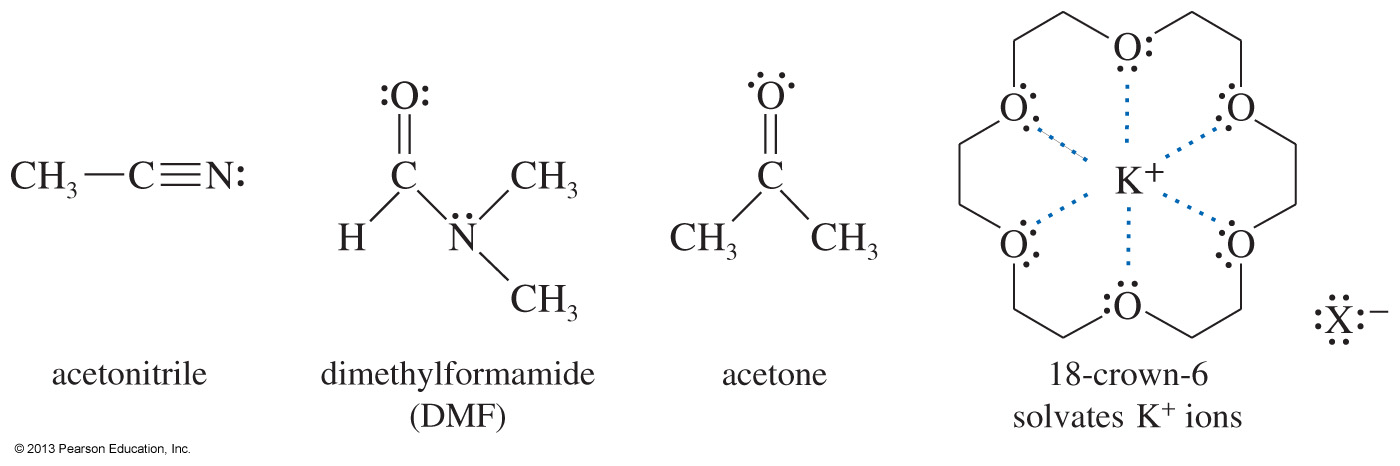 CH₃—C≡N:
:O:
C
H
N
CH₃
CH₃
O
C
CH₃
CH₃
O
O
O
K⁺
O
O
O
:X:⁻
acetonitrile
dimethylformamide
(DMF)
acetone
18-crown-6
solvates K⁺ ions
© 2013 Pearson Education, Inc.